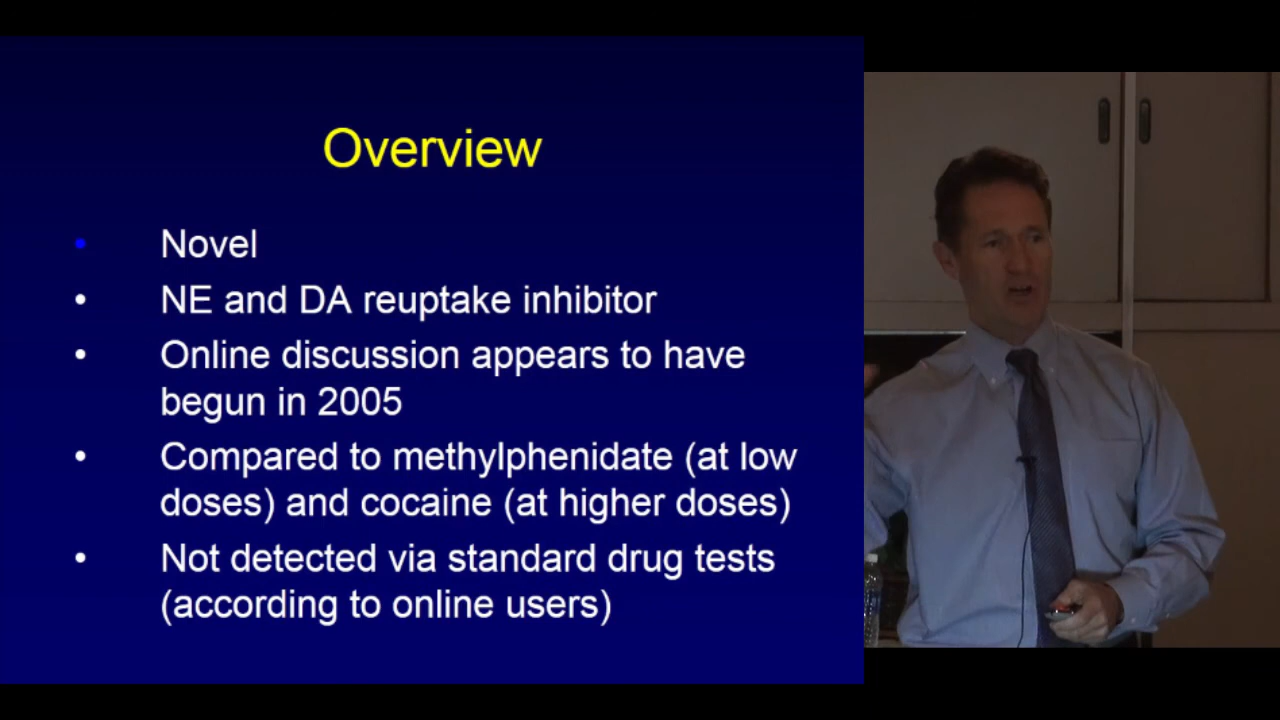 Overview
• Novel
• NE and DA reuptake inhibitor
• Online discussion appears to have
begun in 2005
• Compared to methylphenidate (at low
doses) and cocaine (at higher doses)
• Not detected via standard drug tests
(according to online users)